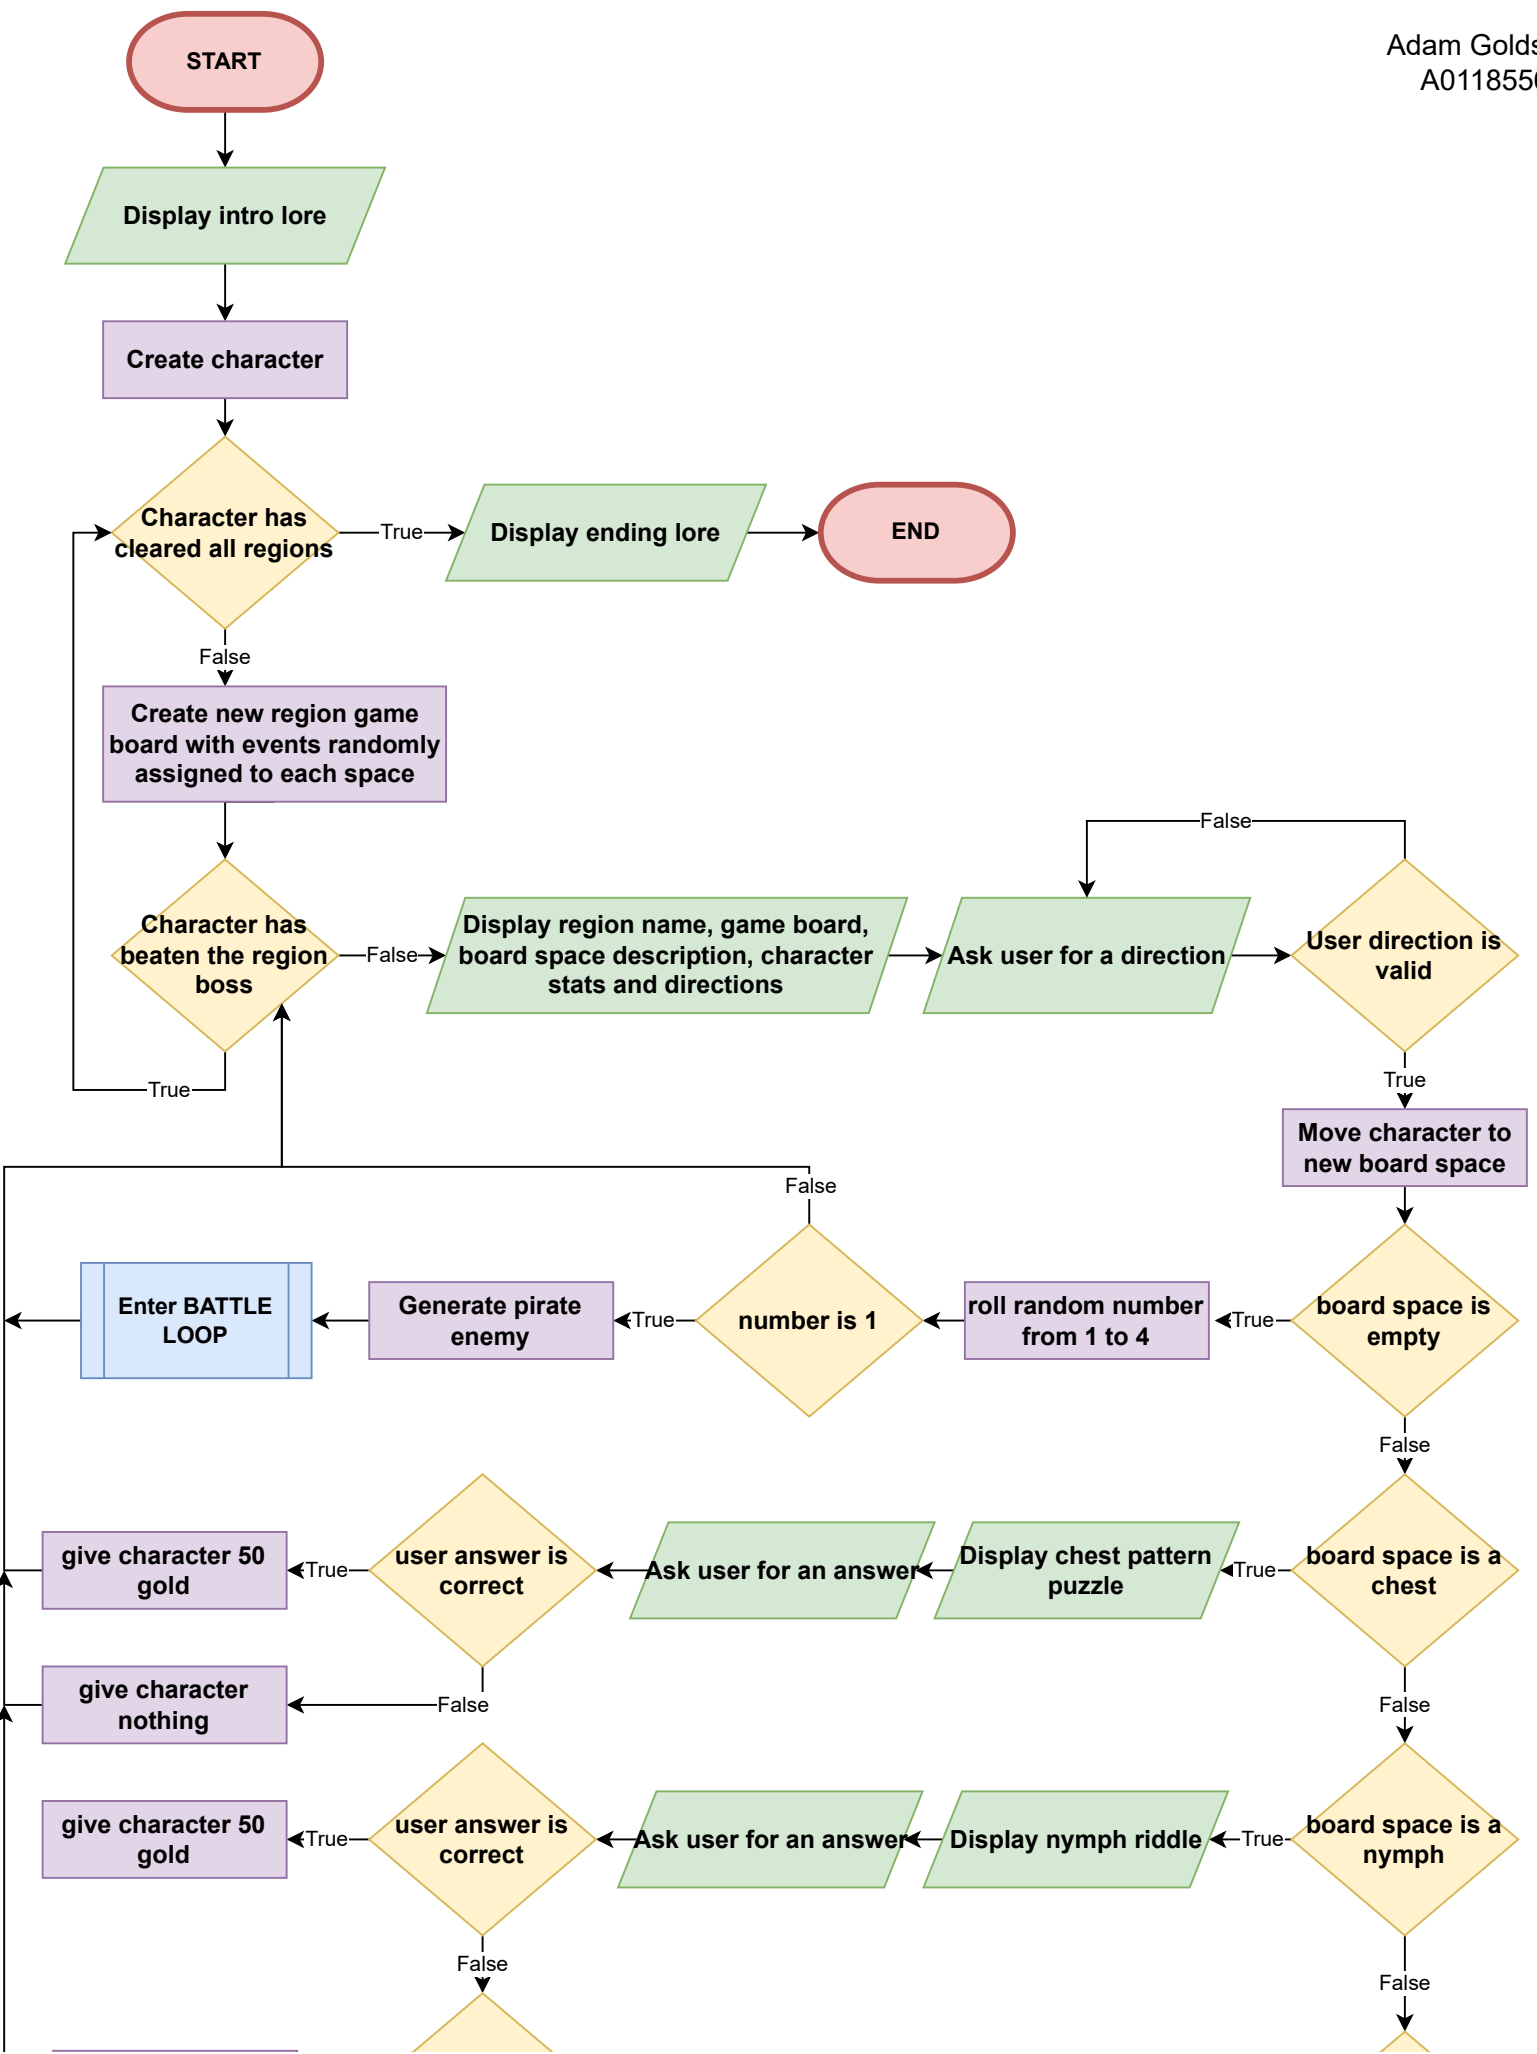 START
Adam Golds
A0118550
Display intro lore
Create character
Character has
cleared all regions
True
Display ending lore
END
False
Create new region game
board with events randomly
assigned to each space
False
Character has
beaten the region
boss
False
Display region name, game board,
board space description, character
stats and directions
Ask user for a direction
User direction is
valid
True
True
Move character to
new board space
False
Enter BATTLE
LOOP
Generate pirate
enemy
True
number is 1
roll random number
from 1 to 4
True
board space is
empty
False
give character 50
gold
True
user answer is
correct
Ask user for an answer
Display chest pattern
puzzle
True
board space is a
chest
give character
nothing
False
False
give character 50
gold
True
user answer is
correct
Ask user for an answer
Display nymph riddle
True
board space is a
nymph
False
False